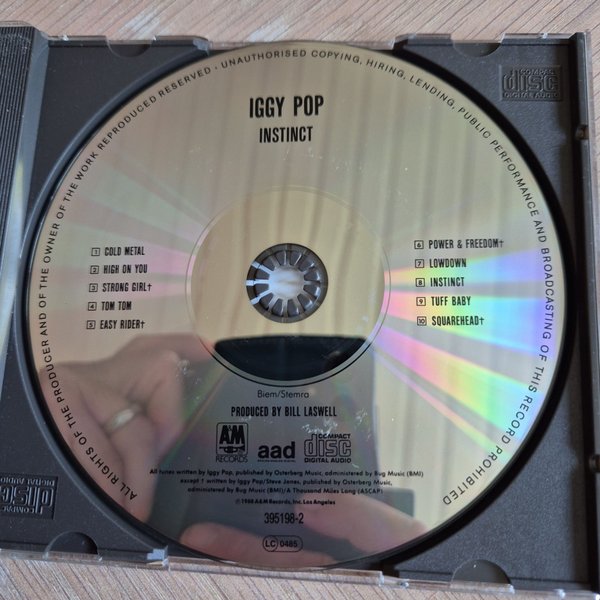 ALL RIGHTS OF THE PRODUCER AND OF THE OWNER OF THE WORK REPRODUCED RESERVED · UNAUTHORISED COPYING, HIRING, LENDING, PUBLIC PERFORMANCE AND BROADCASTING OF THIS RECORD PROHIBITED
COMPACT
disc
DIGITAL AUDIO
IGGY POP
INSTINCT
1 COLD METAL
2 HIGH ON YOU
3 STRONG GIRL†
4 TOM TOM
5 EASY RIDER†
6 POWER & FREEDOM†
7 LOWDOWN
8 INSTINCT
9 TUFF BABY
10 SQUAREHEAD†
Biem/Stemra
PRODUCED BY BILL LASWELL
A&M
RECORDS
aad
COMPACT
disc
DIGITAL AUDIO
All tunes written by Iggy Pop, published by Osterberg Music, administered by Bug Music (BMI)
except † written by Iggy Pop/Steve Jones, published by Osterberg Music,
administered by Bug Music (BMI)/A Thousand Miles Long (ASCAP)
℗1988 A&M Records, Inc. Los Angeles
395198-2
LC 0485
COMPACT
disc
DIGITAL AUDIO